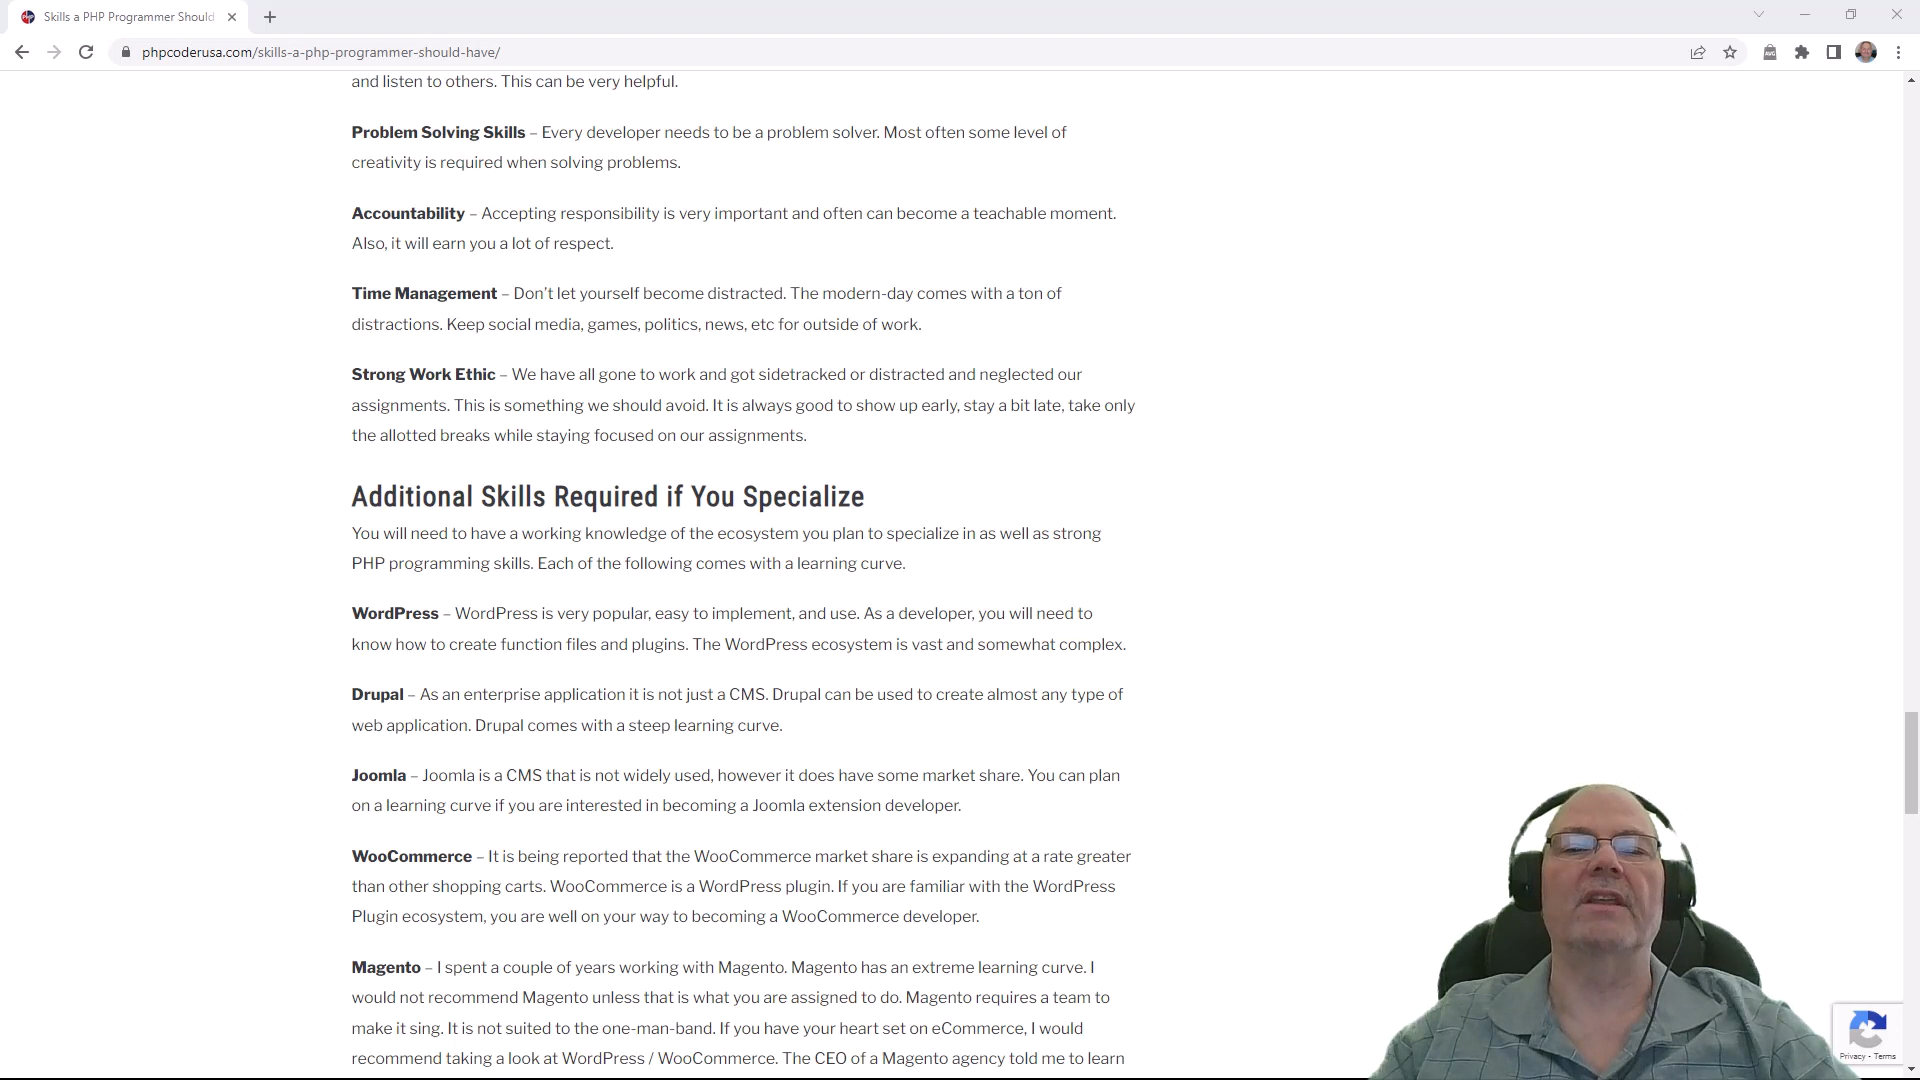 Skills a PHP Programmer Should
phpcoderusa.com/skills-a-php-programmer-should-have/
and listen to others. This can be very helpful.
Problem Solving Skills – Every developer needs to be a problem solver. Most often some level of
creativity is required when solving problems.
Accountability – Accepting responsibility is very important and often can become a teachable moment.
Also, it will earn you a lot of respect.
Time Management – Don't let yourself become distracted. The modern-day comes with a ton of
distractions. Keep social media, games, politics, news, etc for outside of work.
Strong Work Ethic – We have all gone to work and got sidetracked or distracted and neglected our
assignments. This is something we should avoid. It is always good to show up early, stay a bit late, take only
the allotted breaks while staying focused on our assignments.
Additional Skills Required if You Specialize
You will need to have a working knowledge of the ecosystem you plan to specialize in as well as strong
PHP programming skills. Each of the following comes with a learning curve.
WordPress – WordPress is very popular, easy to implement, and use. As a developer, you will need to
know how to create function files and plugins. The WordPress ecosystem is vast and somewhat complex.
Drupal – As an enterprise application it is not just a CMS. Drupal can be used to create almost any type of
web application. Drupal comes with a steep learning curve.
Joomla – Joomla is a CMS that is not widely used, however it does have some market share. You can plan
on a learning curve if you are interested in becoming a Joomla extension developer.
WooCommerce – It is being reported that the WooCommerce market share is expanding at a rate greater
than other shopping carts. WooCommerce is a WordPress plugin. If you are familiar with the WordPress
Plugin ecosystem, you are well on your way to becoming a WooCommerce developer.
Magento – I spent a couple of years working with Magento. Magento has an extreme learning curve. I
would not recommend Magento unless that is what you are assigned to do. Magento requires a team to
make it sing. It is not suited to the one-man-band. If you have your heart set on eCommerce, I would
recommend taking a look at WordPress / WooCommerce. The CEO of a Magento agency told me to learn
Privacy - Terms